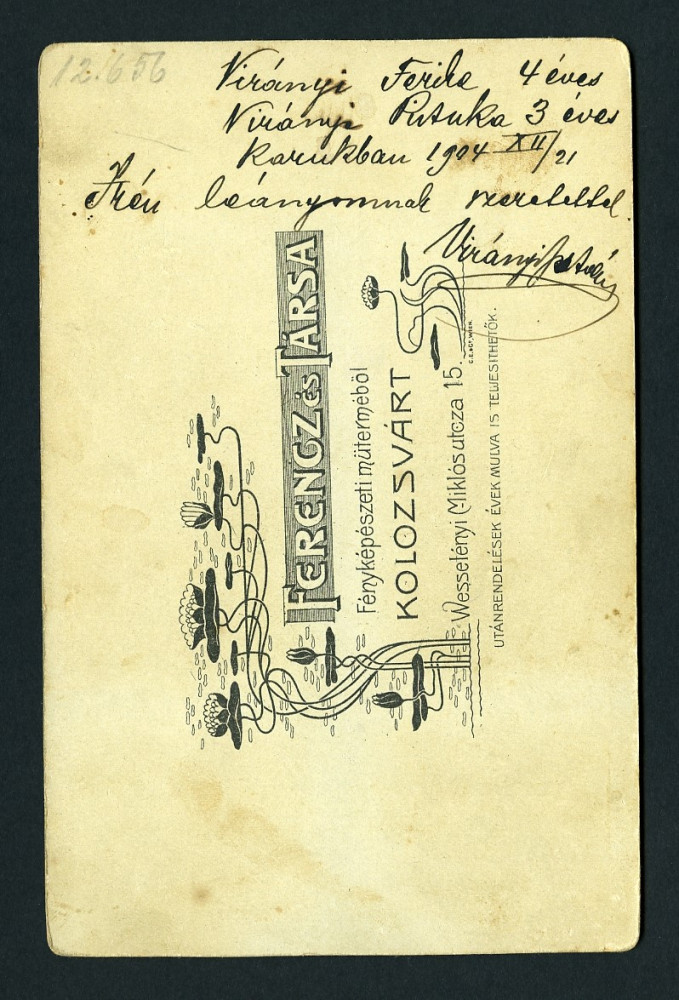 12.656
Virányi Ferike 4 éves
Virányi Putuka 3 éves
Karukban 1904 XII/21
Irén leányomnak szeretettel.
Virányi István
FERENCZ és TÁRSA
Fényképészeti műterméből
KOLOZSVÁRT
Wesselényi Miklós utcza 15.
UTÁNRENDELÉSEK ÉVEK MULVA IS TELJESITHETŐK.